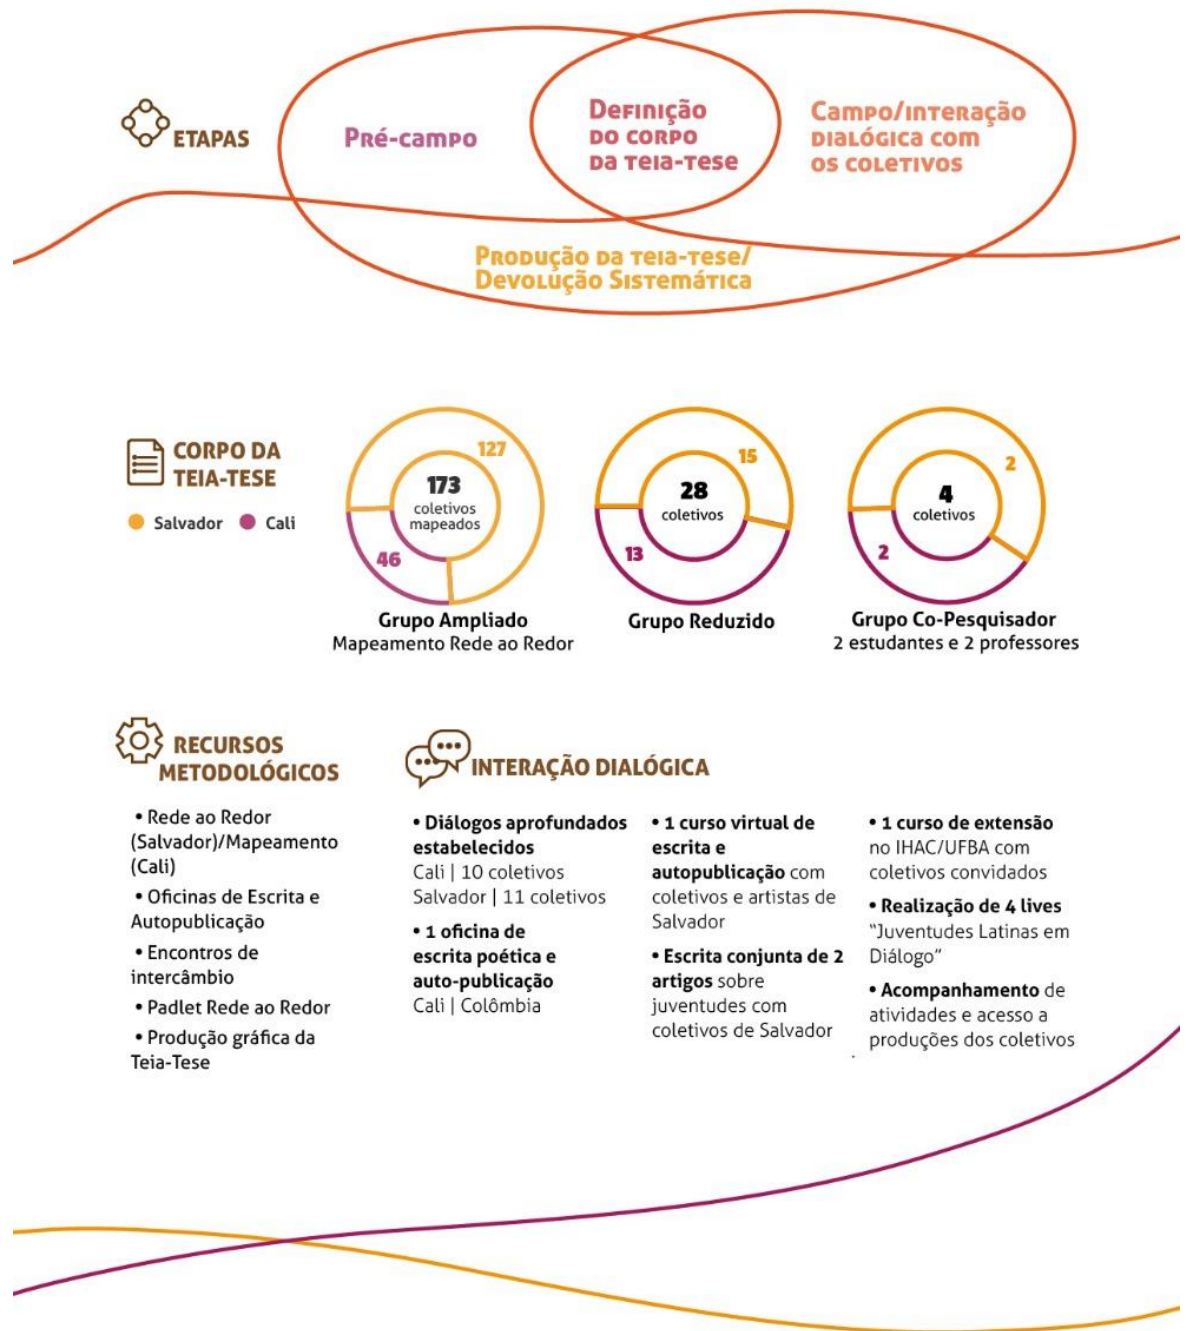 ETAPAS
Pré-campo
Definição
do corpo
da teia-tese
Campo/interação
dialógica com
os coletivos
Produção da teia-tese/
Devolução Sistemática
CORPO DA
TEIA-TESE
Salvador
Cali
127
173
coletivos
mapeados
46
Grupo Ampliado
Mapeamento Rede ao Redor
15
28
coletivos
13
Grupo Reduzido
2
4
coletivos
2
Grupo Co-Pesquisador
2 estudantes e 2 professores
RECURSOS
METODOLÓGICOS
• Rede ao Redor
(Salvador)/Mapeamento
(Cali)
• Oficinas de Escrita e
Autopublicação
• Encontros de
intercâmbio
• Padlet Rede ao Redor
• Produção gráfica da
Teia-Tese
INTERAÇÃO DIALÓGICA
• Diálogos aprofundados
estabelecidos
Cali | 10 coletivos
Salvador | 11 coletivos
• 1 oficina de
escrita poética e
auto-publicação
Cali | Colômbia
• 1 curso virtual de
escrita e
autopublicação com
coletivos e artistas de
Salvador
• Escrita conjunta de 2
artigos sobre
juventudes com
coletivos de Salvador
• 1 curso de extensão
no IHAC/UFBA com
coletivos convidados
• Realização de 4 lives
“Juventudes Latinas em
Diálogo”
• Acompanhamento de
atividades e acesso a
produções dos coletivos